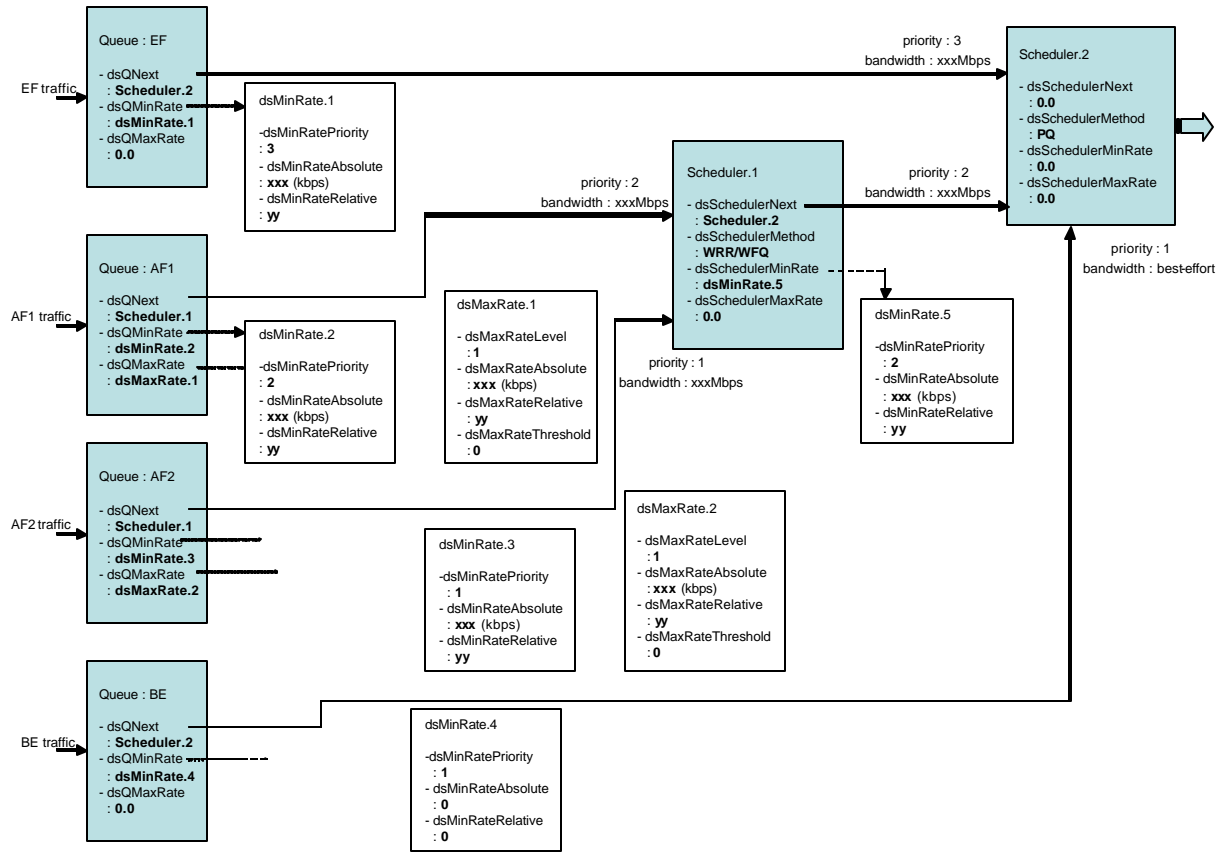 Queue : EF
- dsQNext
: Scheduler.2
- dsQMinRate
: dsMinRate.1
- dsQMaxRate
: 0.0
EF traffic
dsMinRate.1
-dsMinRatePriority
: 3
- dsMinRateAbsolute
: xxx (kbps)
- dsMinRateRelative
: yy
priority : 3
bandwidth : xxxMbps
Scheduler.2
- dsSchedulerNext
: 0.0
- dsSchedulerMethod
: PQ
- dsSchedulerMinRate
: 0.0
- dsSchedulerMaxRate
: 0.0
priority : 2
bandwidth : xxxMbps
Scheduler.1
- dsSchedulerNext
: Scheduler.2
- dsSchedulerMethod
: WRR/WFQ
- dsSchedulerMinRate
: dsMinRate.5
- dsSchedulerMaxRate
: 0.0
priority : 2
bandwidth : xxxMbps
priority : 1
bandwidth : best-effort
Queue : AF1
- dsQNext
: Scheduler.1
- dsQMinRate
: dsMinRate.2
- dsQMaxRate
: dsMaxRate.1
AF1 traffic
dsMinRate.2
-dsMinRatePriority
: 2
- dsMinRateAbsolute
: xxx (kbps)
- dsMinRateRelative
: yy
dsMaxRate.1
- dsMaxRateLevel
: 1
- dsMaxRateAbsolute
: xxx (kbps)
- dsMaxRateRelative
: yy
- dsMaxRateThreshold
: 0
priority : 1
bandwidth : xxxMbps
dsMinRate.5
-dsMinRatePriority
: 2
- dsMinRateAbsolute
: xxx (kbps)
- dsMinRateRelative
: yy
Queue : AF2
- dsQNext
: Scheduler.1
- dsQMinRate
: dsMinRate.3
- dsQMaxRate
: dsMaxRate.2
AF2 traffic
dsMinRate.3
-dsMinRatePriority
: 1
- dsMinRateAbsolute
: xxx (kbps)
- dsMinRateRelative
: yy
dsMaxRate.2
- dsMaxRateLevel
: 1
- dsMaxRateAbsolute
: xxx (kbps)
- dsMaxRateRelative
: yy
- dsMaxRateThreshold
: 0
Queue : BE
- dsQNext
: Scheduler.2
- dsQMinRate
: dsMinRate.4
- dsQMaxRate
: 0.0
BE traffic
dsMinRate.4
-dsMinRatePriority
: 1
- dsMinRateAbsolute
: 0
- dsMinRateRelative
: 0